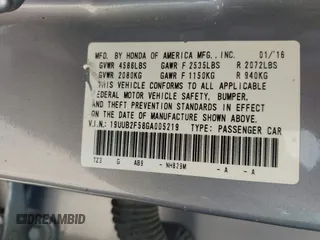 MFD. BY HONDA OF AMERICA MFG., INC. 01/'16
GVWR 4586LBS GAWR F 2535LBS R 2072LBS
GVWR 2080KG GAWR F 1150KG R 940KG
THIS VEHICLE CONFORMS TO ALL APPLICABLE
FEDERAL MOTOR VEHICLE SAFETY, BUMPER,
AND THEFT PREVENTION STANDARDS IN EFFECT ON
THE DATE OF MANUFACTURE SHOWN ABOVE.
V.I.N.: 19UUB2F58GA005219 TYPE: PASSENGER CAR
TZ3 G AB9 - NH879M - A - A
DREAMBID